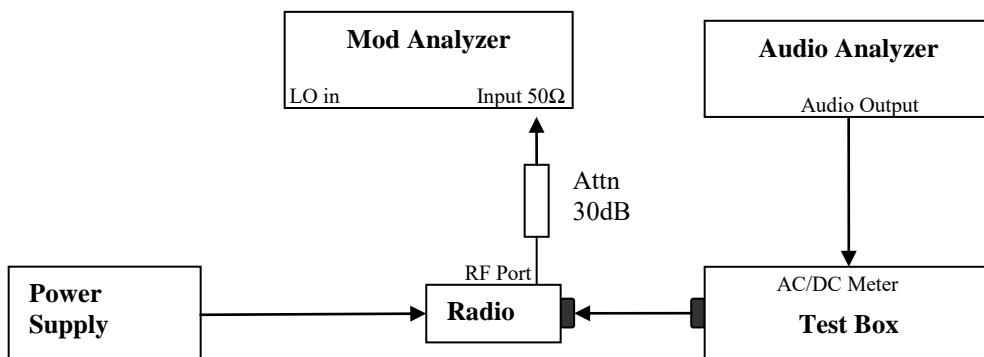 Mod Analyzer
LO in
Input 50Ω
Audio Analyzer
Audio Output
Attn
30dB
RF Port
Power
Supply
Radio
AC/DC Meter
Test Box